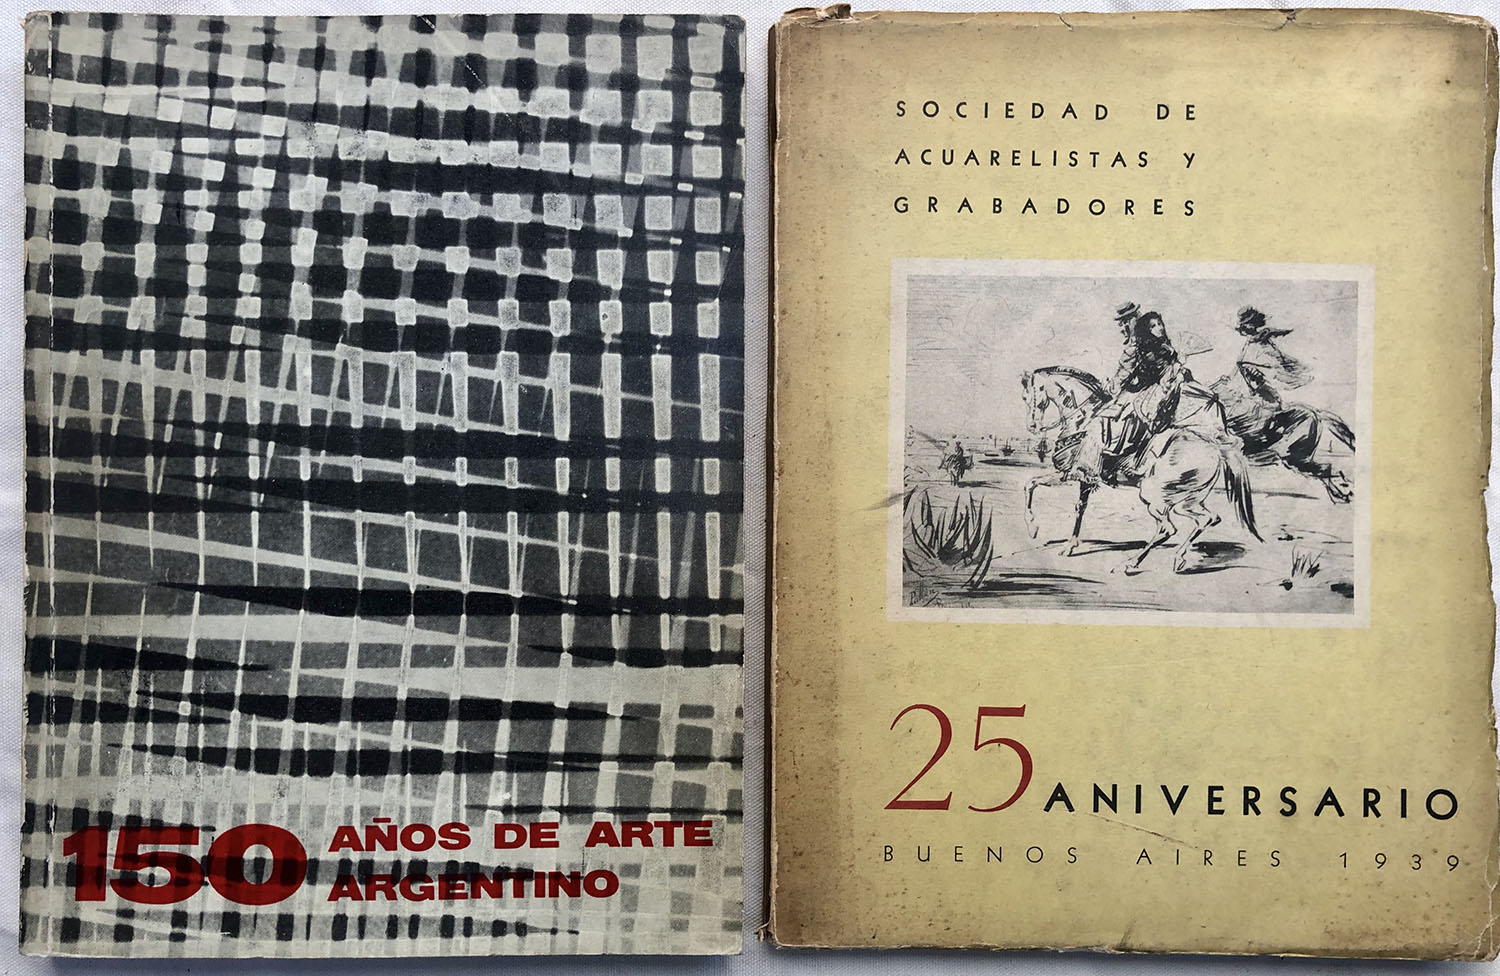 150 AÑOS DE ARTE
ARGENTINO
SOCIEDAD DE
ACUARELISTAS Y
GRABADORES
25 ANIVERSARIO
BUENOS AIRES 1939